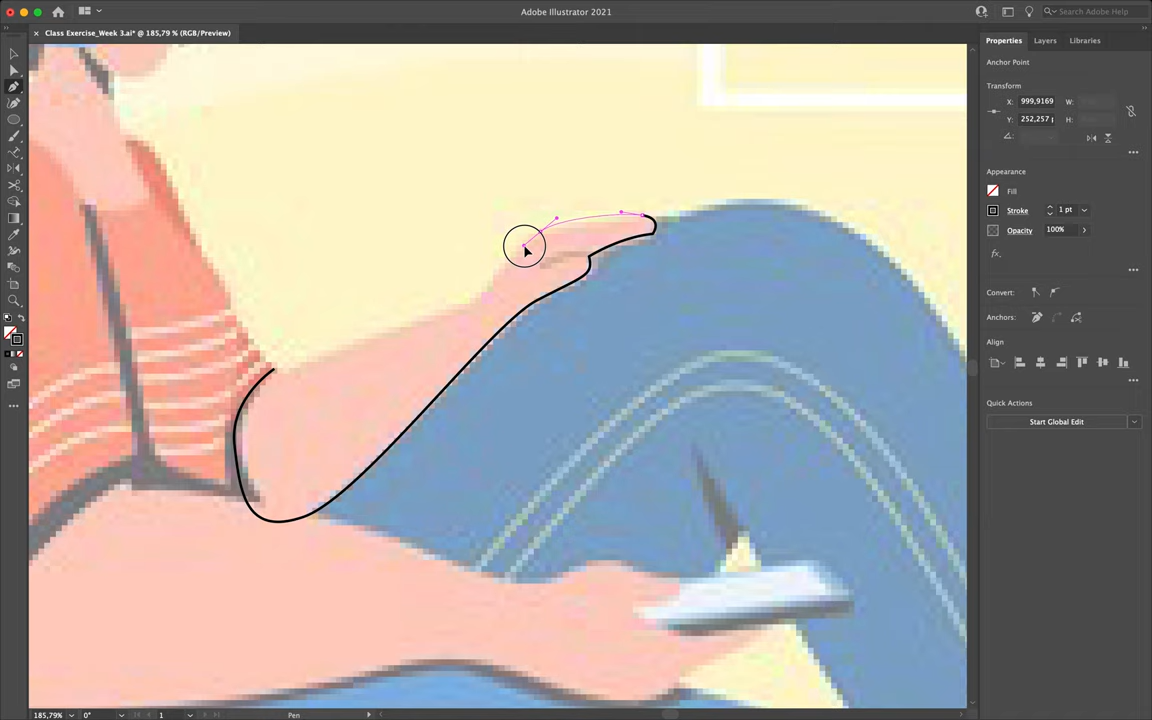 Adobe Illustrator 2021
Search Adobe Help
Class Exercise_Week 3.ai* @ 185,79 % (RGB/Preview)
Properties
Layers
Libraries
Anchor Point
Transform
X:
999,9169
W:
Y:
252,257
H:
Appearance
Fill
Stroke
1 pt
Opacity
100%
fx.
Convert:
Anchors:
Align
Quick Actions
Start Global Edit
185,79%
0°
1
Pen